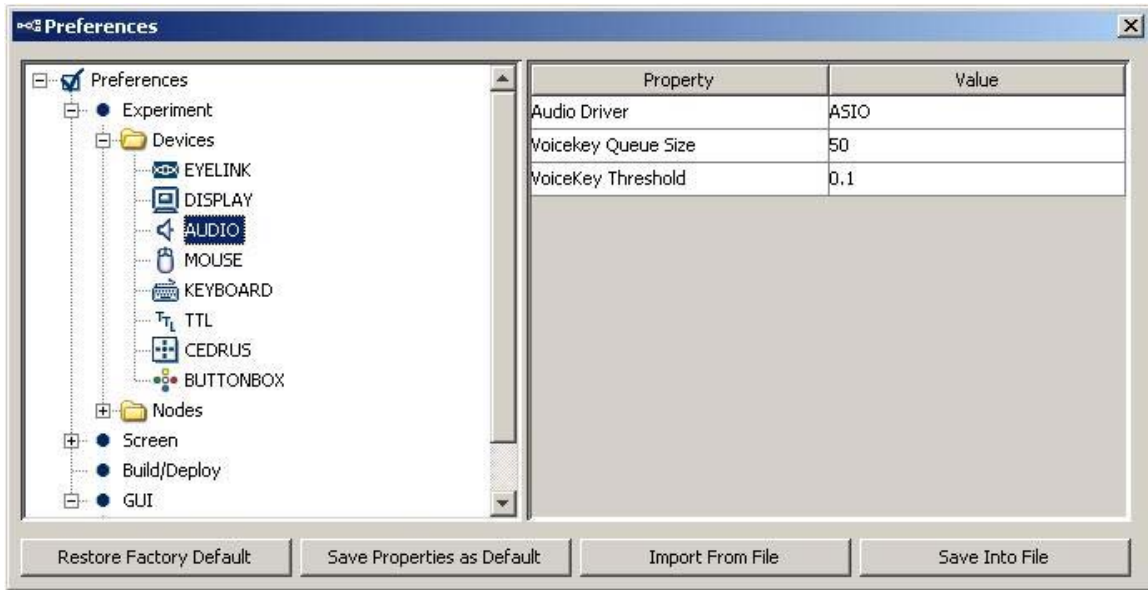 Preferences
Preferences
Experiment
Devices
EYELINK
DISPLAY
AUDIO
MOUSE
KEYBOARD
TTL TTL
CEDRUS
BUTTONBOX
Nodes
Screen
Build/Deploy
GUI
Property Value
Audio Driver ASIO
Voicekey Queue Size 50
VoiceKey Threshold 0.1
Restore Factory Default Save Properties as Default Import From File Save Into File